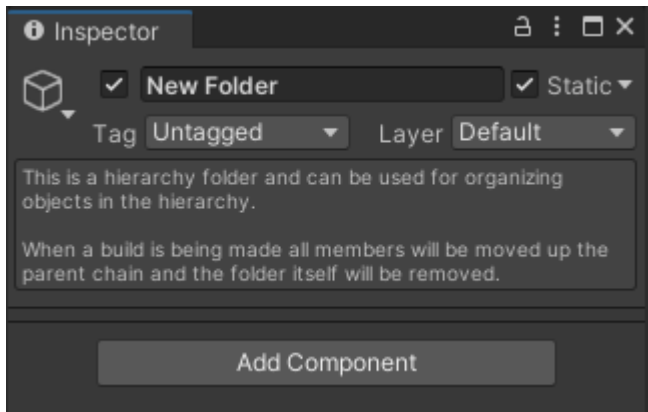 Inspector
New Folder
Static
Tag Untagged Layer Default
This is a hierarchy folder and can be used for organizing
objects in the hierarchy.
When a build is being made all members will be moved up the
parent chain and the folder itself will be removed.
Add Component